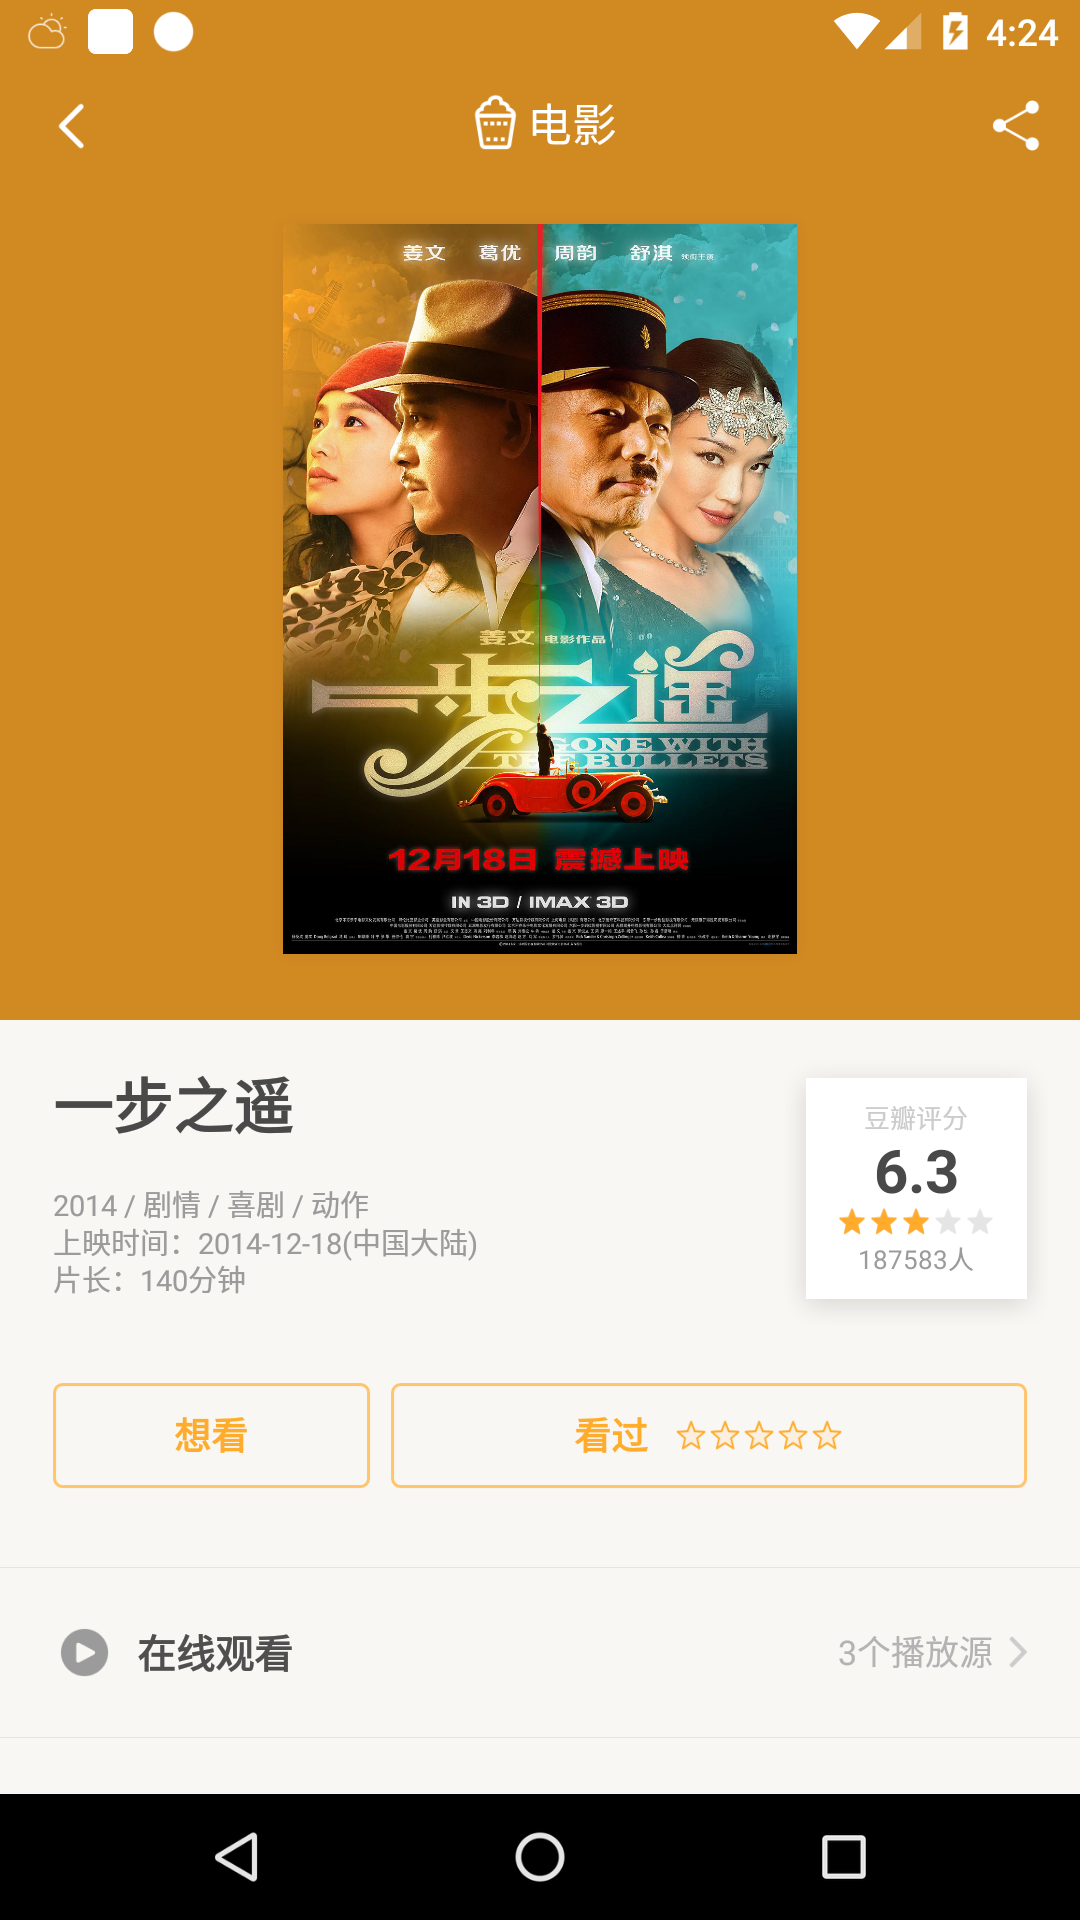 4:24
电影
姜文 葛优 周韵 舒淇 领衔主演
姜文 电影作品
一步之遥
GONE WITH
THE BULLETS
12月18日 震撼上映
IN 3D / IMAX 3D
一步之遥
豆瓣评分
6.3
187583人
2014 / 剧情 / 喜剧 / 动作
上映时间：2014-12-18(中国大陆)
片长：140分钟
想看
看过
在线观看
3个播放源